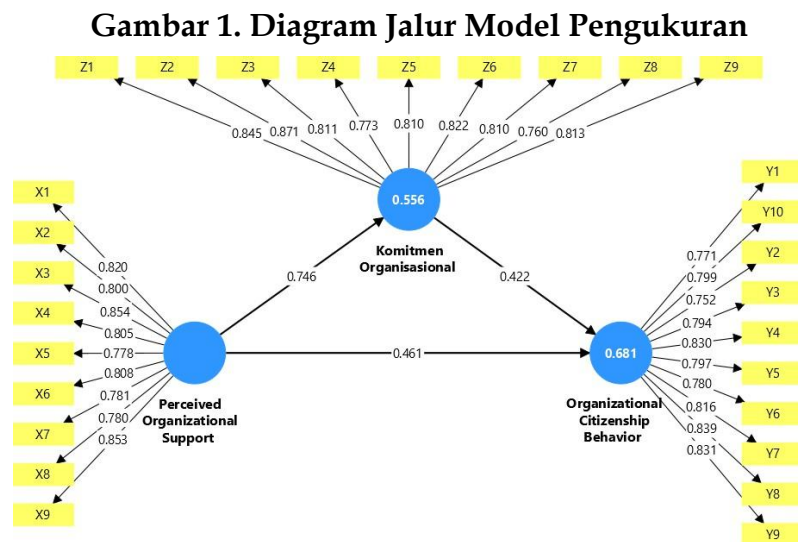 Gambar 1. Diagram Jalur Model Pengukuran
Z1 Z2 Z3 Z4 Z5 Z6 Z7 Z8 Z9
0.845 0.871 0.811 0.773 0.810 0.822 0.810 0.760 0.813
0.556
Komitmen
Organisasional
X1
X2
X3
X4
X5
X6
X7
X8
X9
0.820
0.800
0.854
0.805
0.778
0.808
0.781
0.780
0.853
Perceived
Organizational
Support
0.746
0.422
0.461
0.681
Organizational
Citizenship
Behavior
0.771
0.799
0.752
0.794
0.830
0.797
0.780
0.816
0.839
0.831
Y1
Y10
Y2
Y3
Y4
Y5
Y6
Y7
Y8
Y9